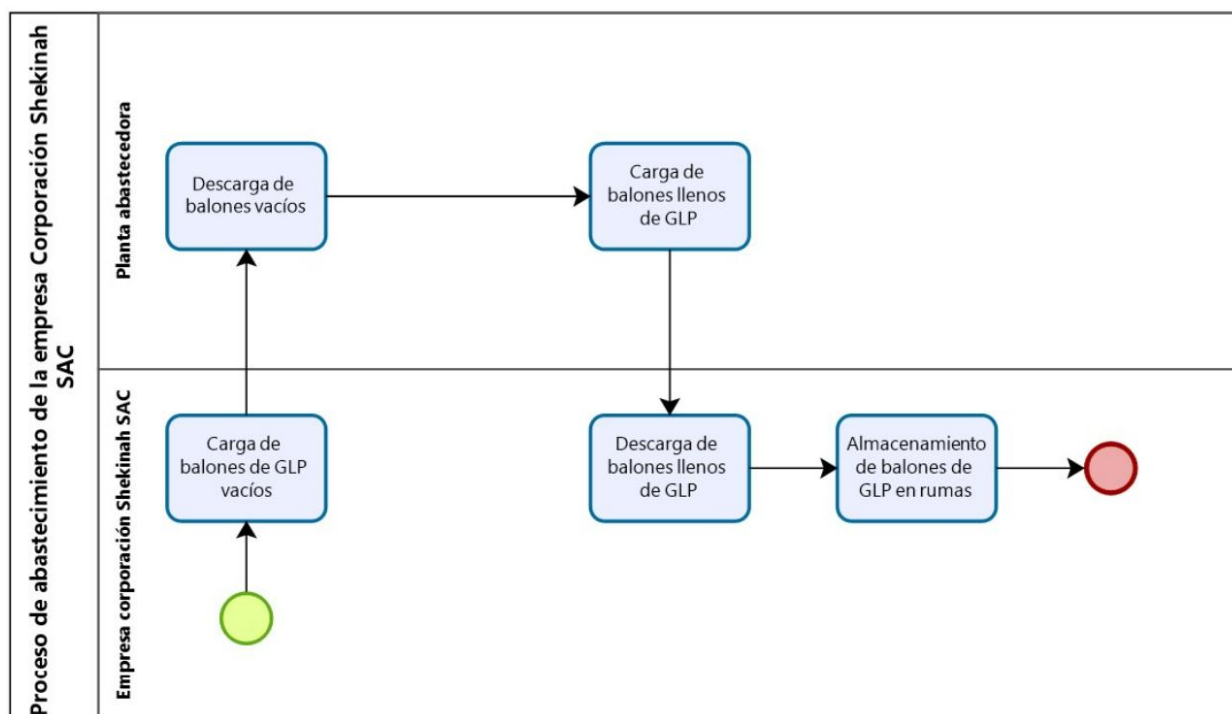 Proceso de abastecimiento de la empresa Corporación Shekinah
SAC
Planta abastecedora
Descarga de
balones vacíos
Carga de
balones llenos
de GLP
Empresa corporación Shekinah SAC
Carga de
balones de GLP
vacíos
Descarga de
balones llenos
de GLP
Almacenamiento
de balones de
GLP en rumas